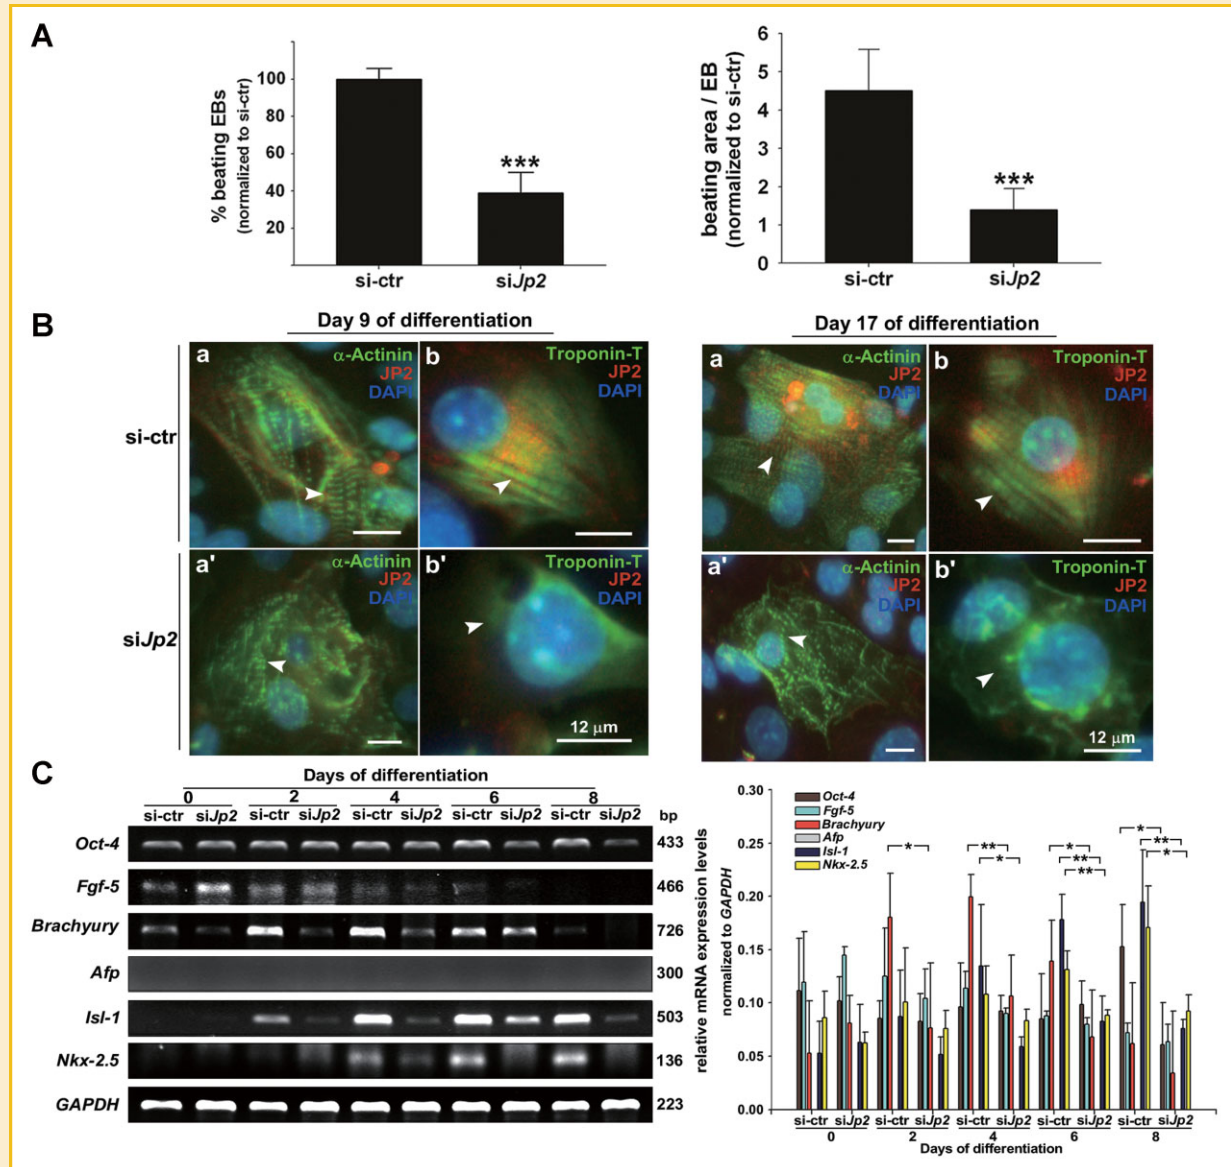 A
% beating EBs
(normalized to si-ctr)
100
80
60
40
20
***
si-ctr
siJp2
beating area / EB
(normalized to si-ctr)
6
5
4
3
2
1
0
***
si-ctr
siJp2
B
Day 9 of differentiation
Day 17 of differentiation
si-ctr
a
α-Actinin
JP2
DAPI
b
Troponin-T
JP2
DAPI
a
α-Actinin
JP2
DAPI
b
Troponin-T
JP2
DAPI
siJp2
a'
α-Actinin
JP2
DAPI
b'
Troponin-T
JP2
DAPI
12 µm
a'
α-Actinin
JP2
DAPI
b'
Troponin-T
JP2
DAPI
12 µm
C
Days of differentiation
0 2 4 6 8
si-ctr siJp2 si-ctr siJp2 si-ctr siJp2 si-ctr siJp2 si-ctr siJp2 bp
Oct-4 433
Fgf-5 466
Brachyury 726
Afp 300
Isl-1 503
Nkx-2.5 136
GAPDH 223
relative mRNA expression levels
normalized to GAPDH
0.30
0.25
0.20
0.15
0.10
0.05
0.00
Oct-4
Fgf-5
Brachyury
Afp
Isl-1
Nkx-2.5
*
**
*
*
**
**
*
**
*
si-ctr siJp2 si-ctr siJp2 si-ctr siJp2 si-ctr siJp2 si-ctr siJp2
0 2 4 6 8
Days of differentiation